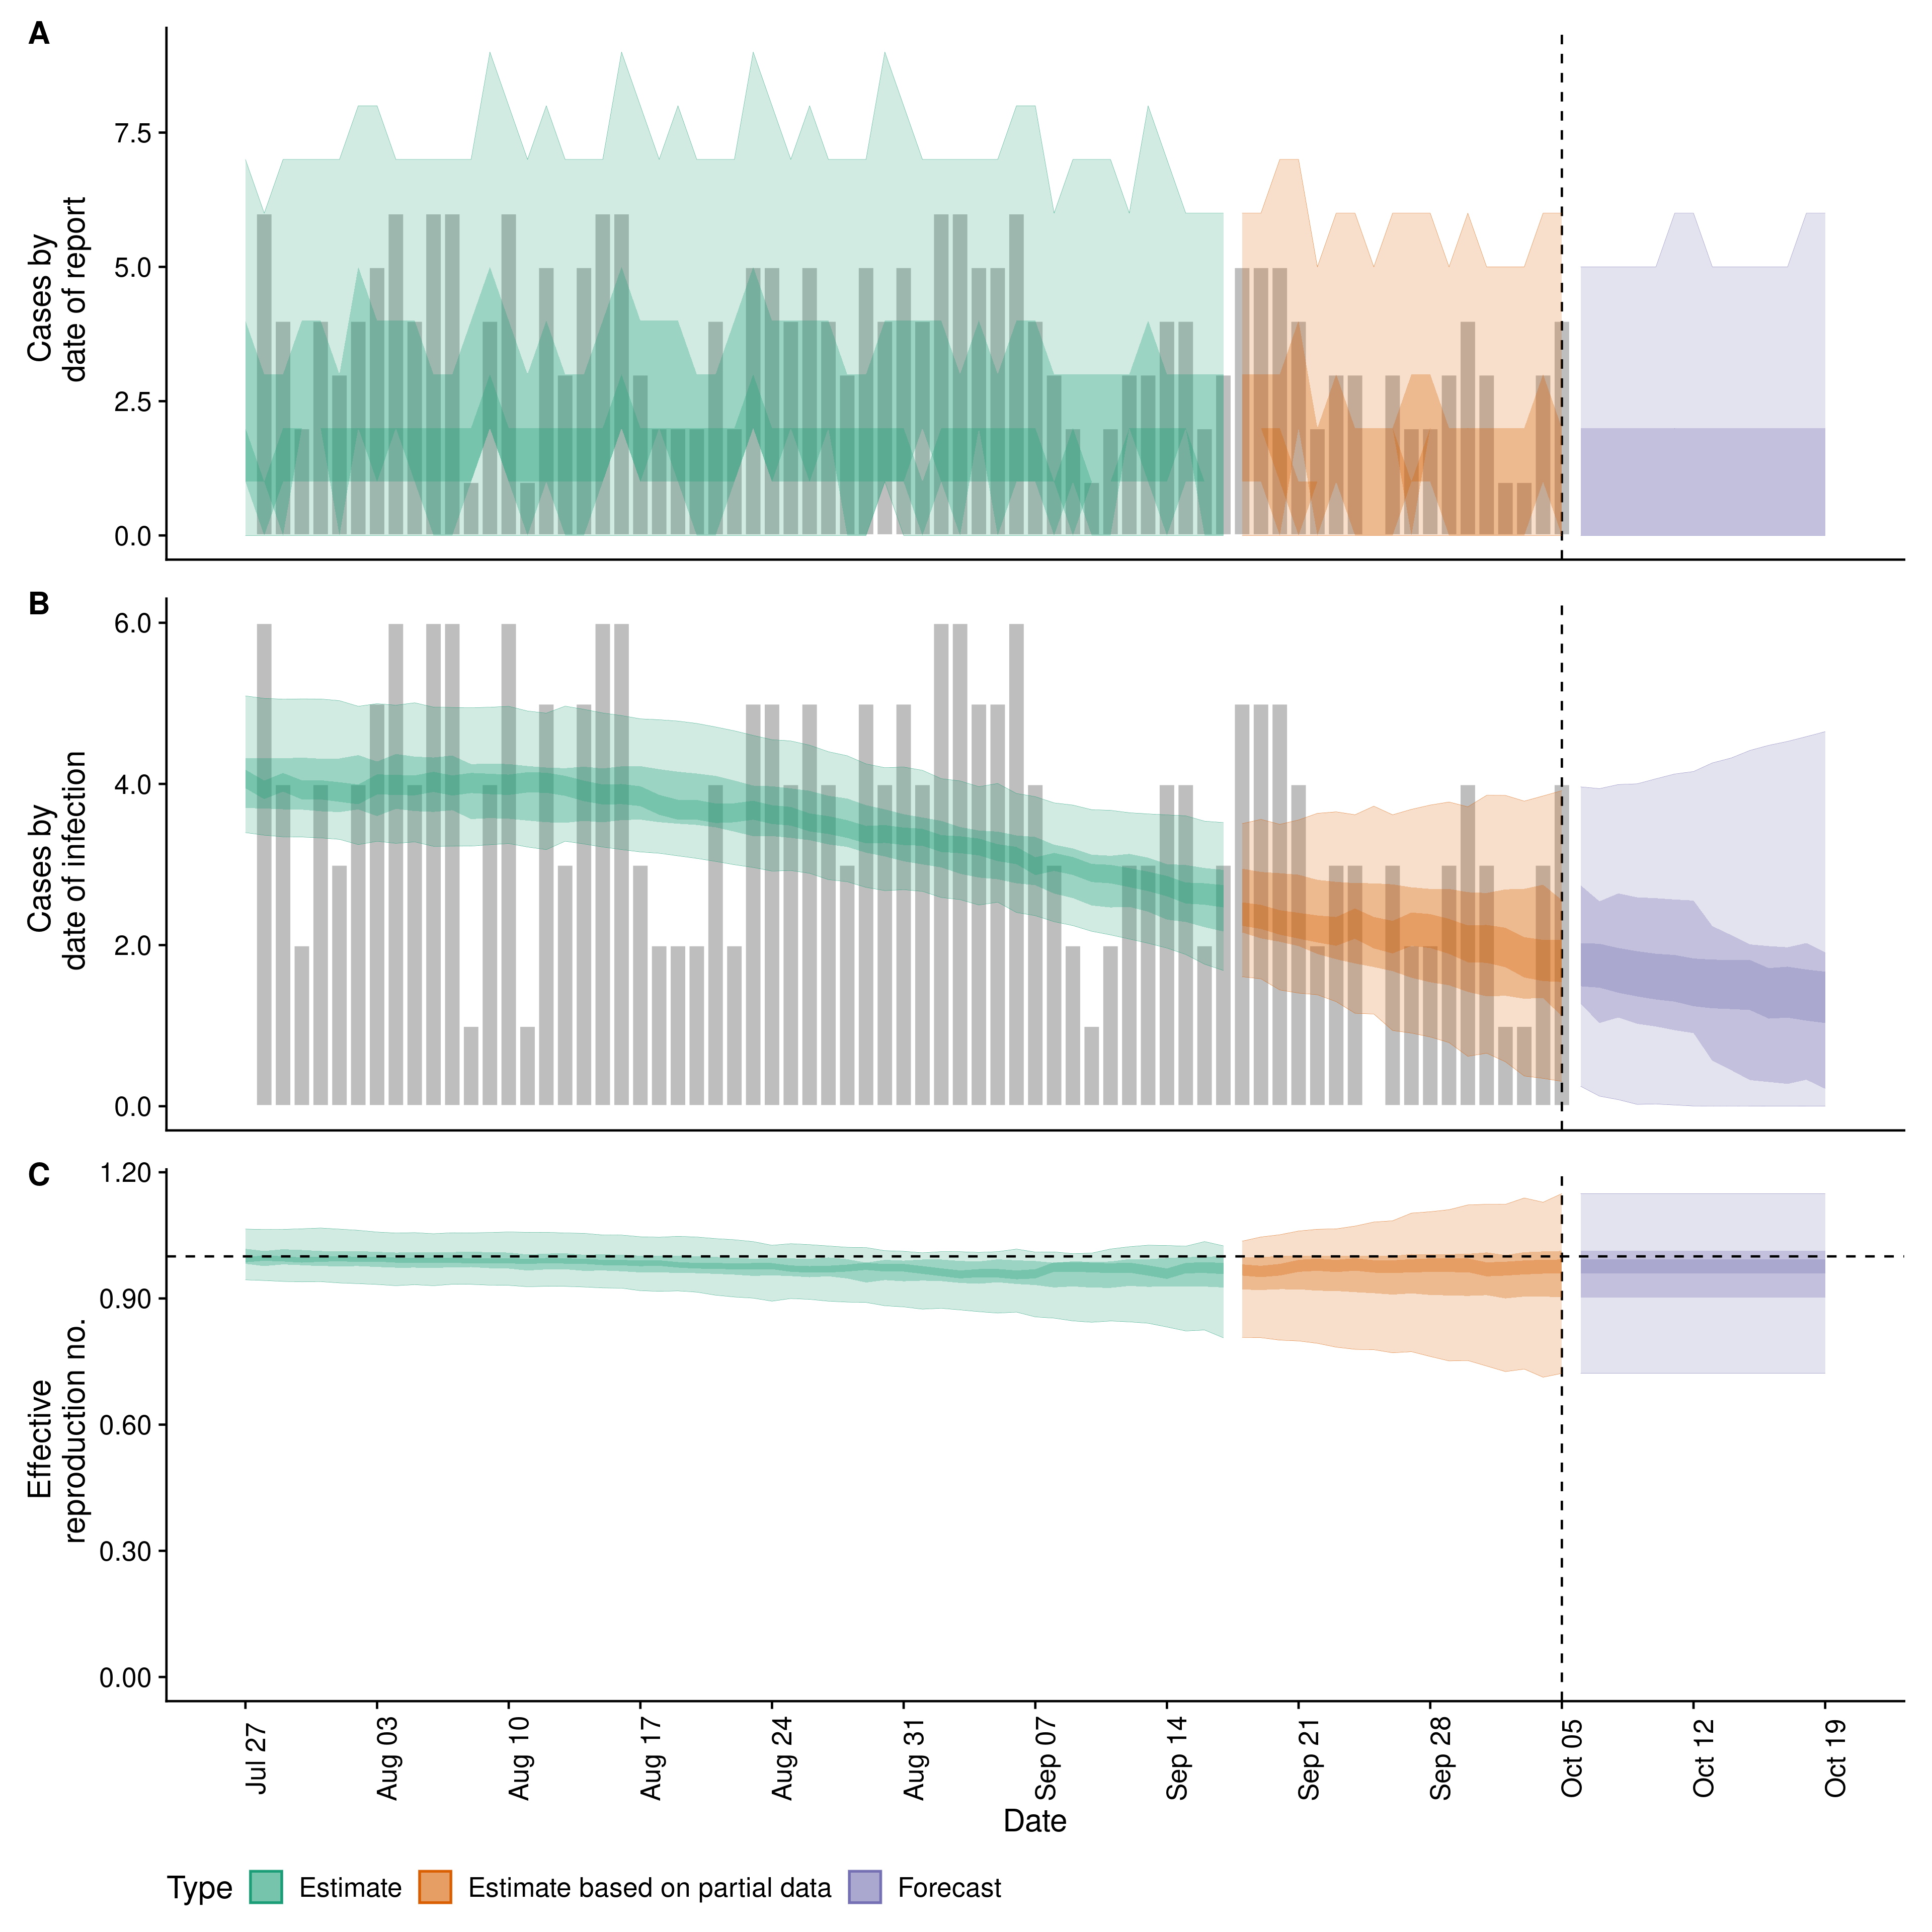 A
Cases by
date of report
7.5
5.0
2.5
0.0
B
Cases by
date of infection
6.0
4.0
2.0
0.0
C
Effective
reproduction no.
1.20
0.90
0.60
0.30
0.00
Jul 27
Aug 03
Aug 10
Aug 17
Aug 24
Aug 31
Sep 07
Sep 14
Sep 21
Sep 28
Oct 05
Oct 12
Oct 19
Date
Type Estimate Estimate based on partial data Forecast